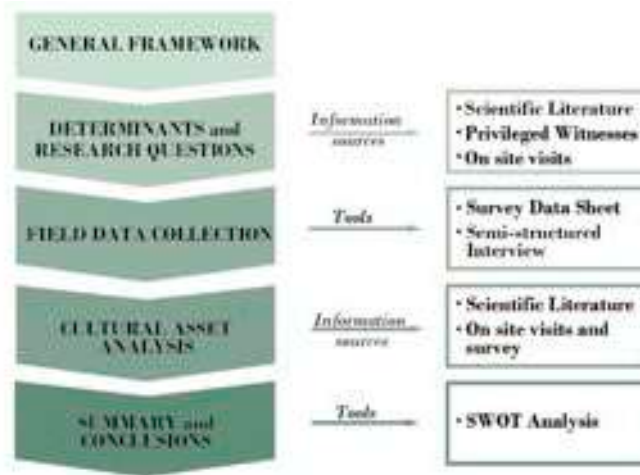 GENERAL FRAMEWORK
DETERMINANTS and
RESEARCH QUESTIONS
Information
sources
• Scientific Literature
• Privileged Witnesses
• On site visits
FIELD DATA COLLECTION
Tools
• Survey Data Sheet
• Semi-structured
Interview
CULTURAL ASSET
ANALYSIS
Information
sources
• Scientific Literature
• On site visits and
survey
SUMMARY and
CONCLUSIONS
Tools
• SWOT Analysis